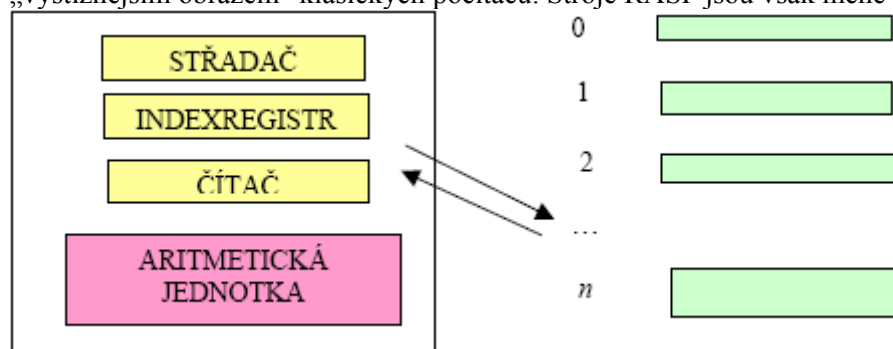 „výstižnějším obrazem“ klasických počítačů. Stroje RASP jsou však méně
STŘADAČ
INDEXREGISTR
ČÍTAČ
ARITMETICKÁ
JEDNOTKA
0
1
2
…
n